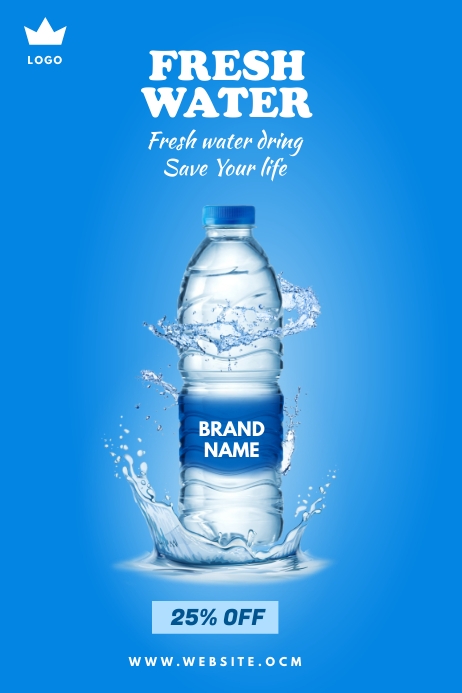 LOGO
FRESH
WATER
Fresh water dring
Save Your life
BRAND
NAME
25% OFF
WWW.WEBSITE.OCM